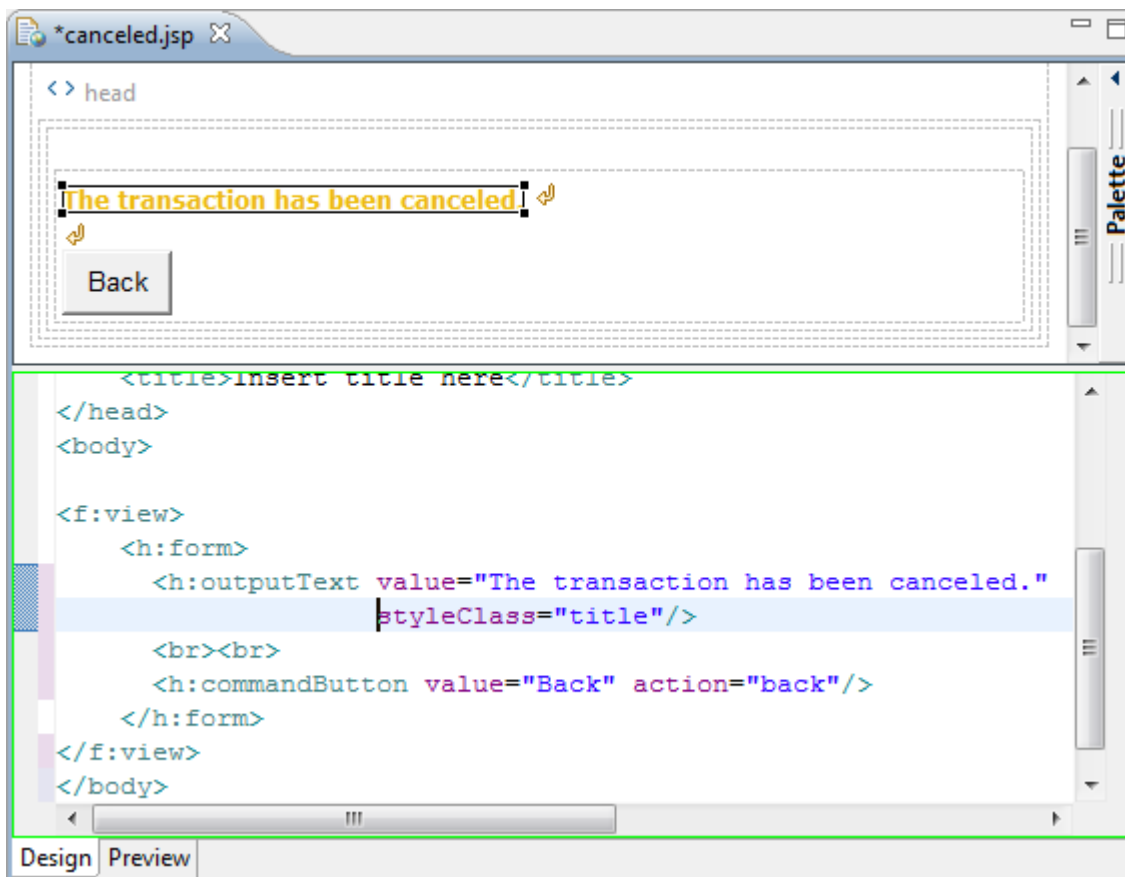 *canceled.jsp
<> head
The transaction has been canceled.
Back
Palette
<title>Insert title here</title>
</head>
<body>
<f:view>
<h:form>
<h:outputText value="The transaction has been canceled."
styleClass="title"/>
<br><br>
<h:commandButton value="Back" action="back"/>
</h:form>
</f:view>
</body>
Design Preview